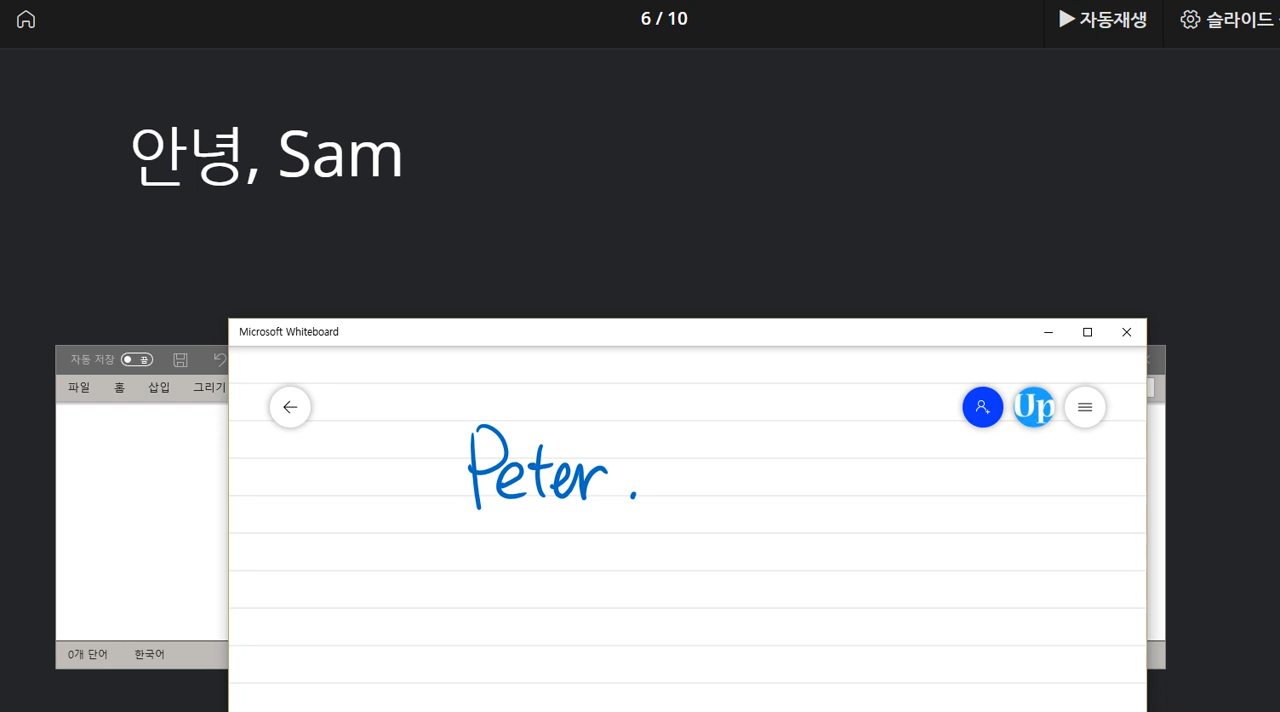 6 / 10
▶ 자동재생
슬라이드
안녕, Sam
Microsoft Whiteboard
자동 저장 끔
파일 홈 삽입 그리기
Up
Peter.
0개 단어 한국어